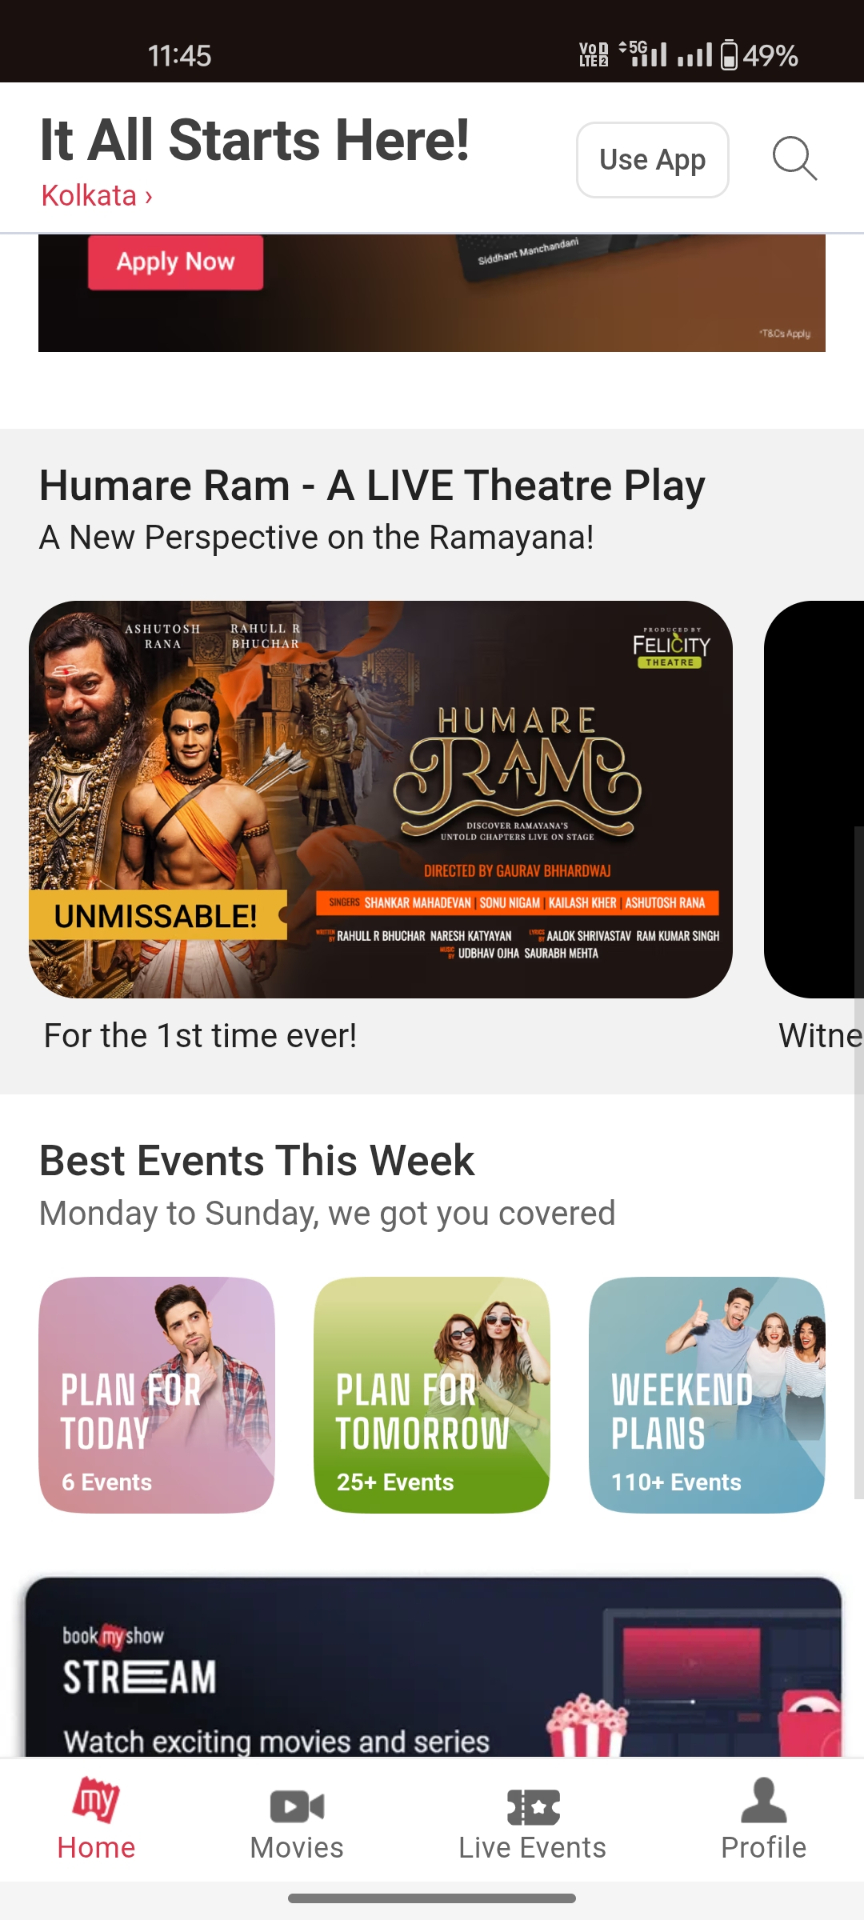 11:45
VoD LTE2 5G 49%
It All Starts Here!
Kolkata ›
Use App
Apply Now
Siddhant Manchandani
*T&Cs Apply
Humare Ram - A LIVE Theatre Play
A New Perspective on the Ramayana!
ASHUTOSH RANA
RAHULL R BHUCHAR
PRODUCED BY
FELICITY
THEATRE
HUMARE
RAM
DISCOVER RAMAYANA'S
UNTOLD CHAPTERS LIVE ON STAGE
DIRECTED BY GAURAV BHHARDWAJ
SINGERS SHANKAR MAHADEVAN | SONU NIGAM | KAILASH KHER | ASHUTOSH RANA
WRITTEN BY RAHULL R BHUCHAR NARESH KATYAYAN LYRICS BY AALOK SHRIVASTAV RAM KUMAR SINGH
MUSIC BY UDBHAV OJHA SAURABH MEHTA
UNMISSABLE!
For the 1st time ever!
Witne
Best Events This Week
Monday to Sunday, we got you covered
PLAN FOR
TODAY
6 Events
PLAN FOR
TOMORROW
25+ Events
WEEKEND
PLANS
110+ Events
book my show
STREAM
Watch exciting movies and series
my
Home
Movies
Live Events
Profile